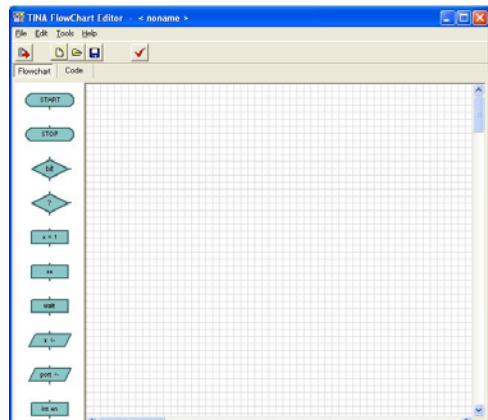 TINA FlowChart Editor - < noname >
File Edit Tools Help
Flowchart Code
START
STOP
bit
?
x = 1
wait
x <-
port <-
int en